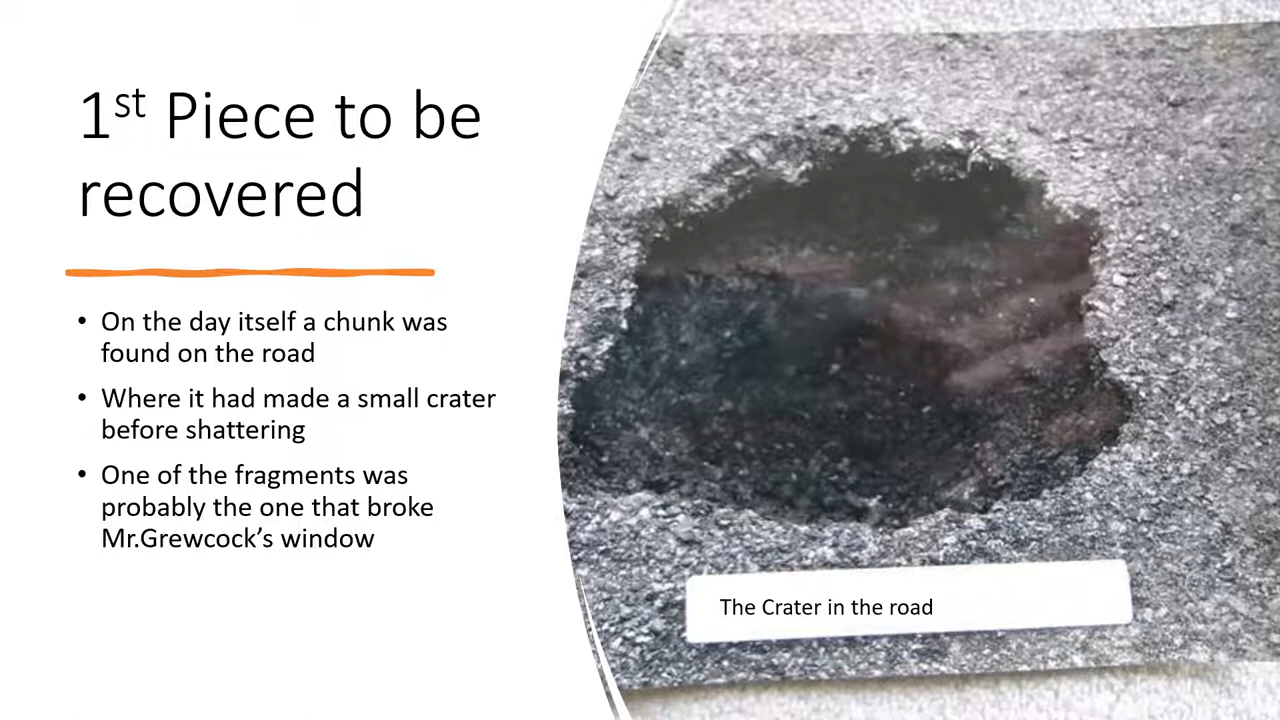 1st Piece to be
recovered
• On the day itself a chunk was
found on the road
• Where it had made a small crater
before shattering
• One of the fragments was
probably the one that broke
Mr.Grewcock’s window
The Crater in the road